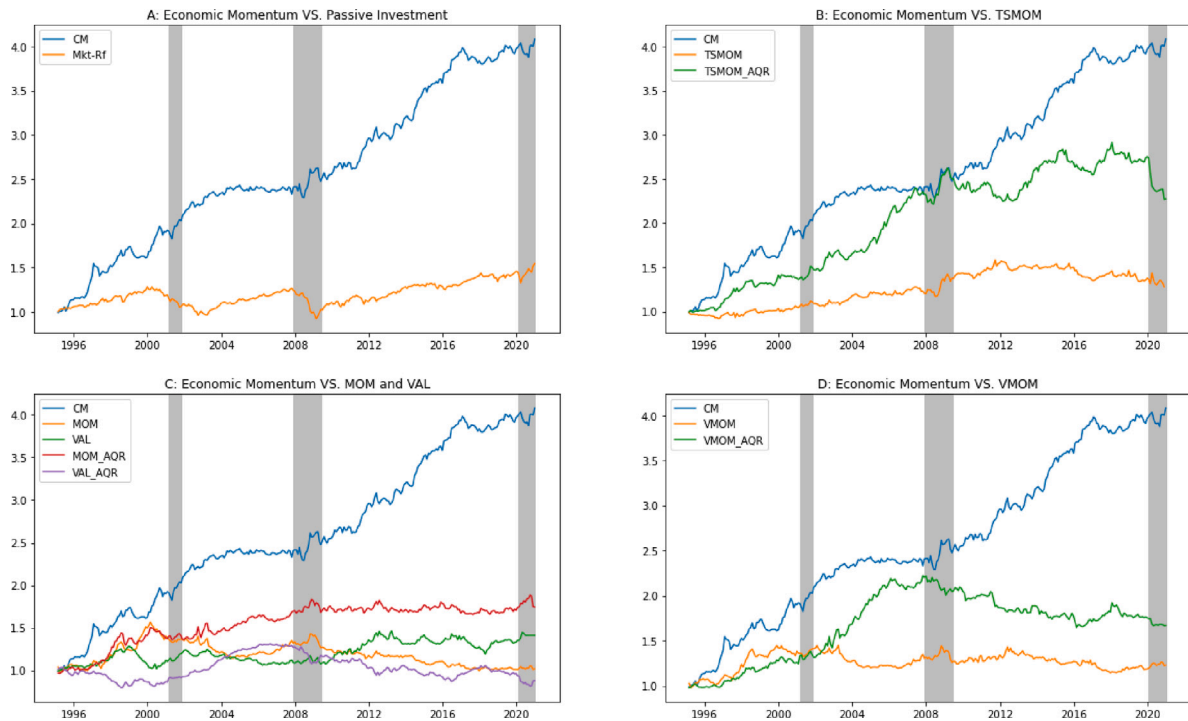 A: Economic Momentum VS. Passive Investment
CM
Mkt-Rf
4.0
3.5
3.0
2.5
2.0
1.5
1.0
1996 2000 2004 2008 2012 2016 2020
B: Economic Momentum VS. TSMOM
CM
TSMOM
TSMOM_AQR
4.0
3.5
3.0
2.5
2.0
1.5
1.0
1996 2000 2004 2008 2012 2016 2020
C: Economic Momentum VS. MOM and VAL
CM
MOM
VAL
MOM_AQR
VAL_AQR
4.0
3.5
3.0
2.5
2.0
1.5
1.0
1996 2000 2004 2008 2012 2016 2020
D: Economic Momentum VS. VMOM
CM
VMOM
VMOM_AQR
4.0
3.5
3.0
2.5
2.0
1.5
1.0
1996 2000 2004 2008 2012 2016 2020